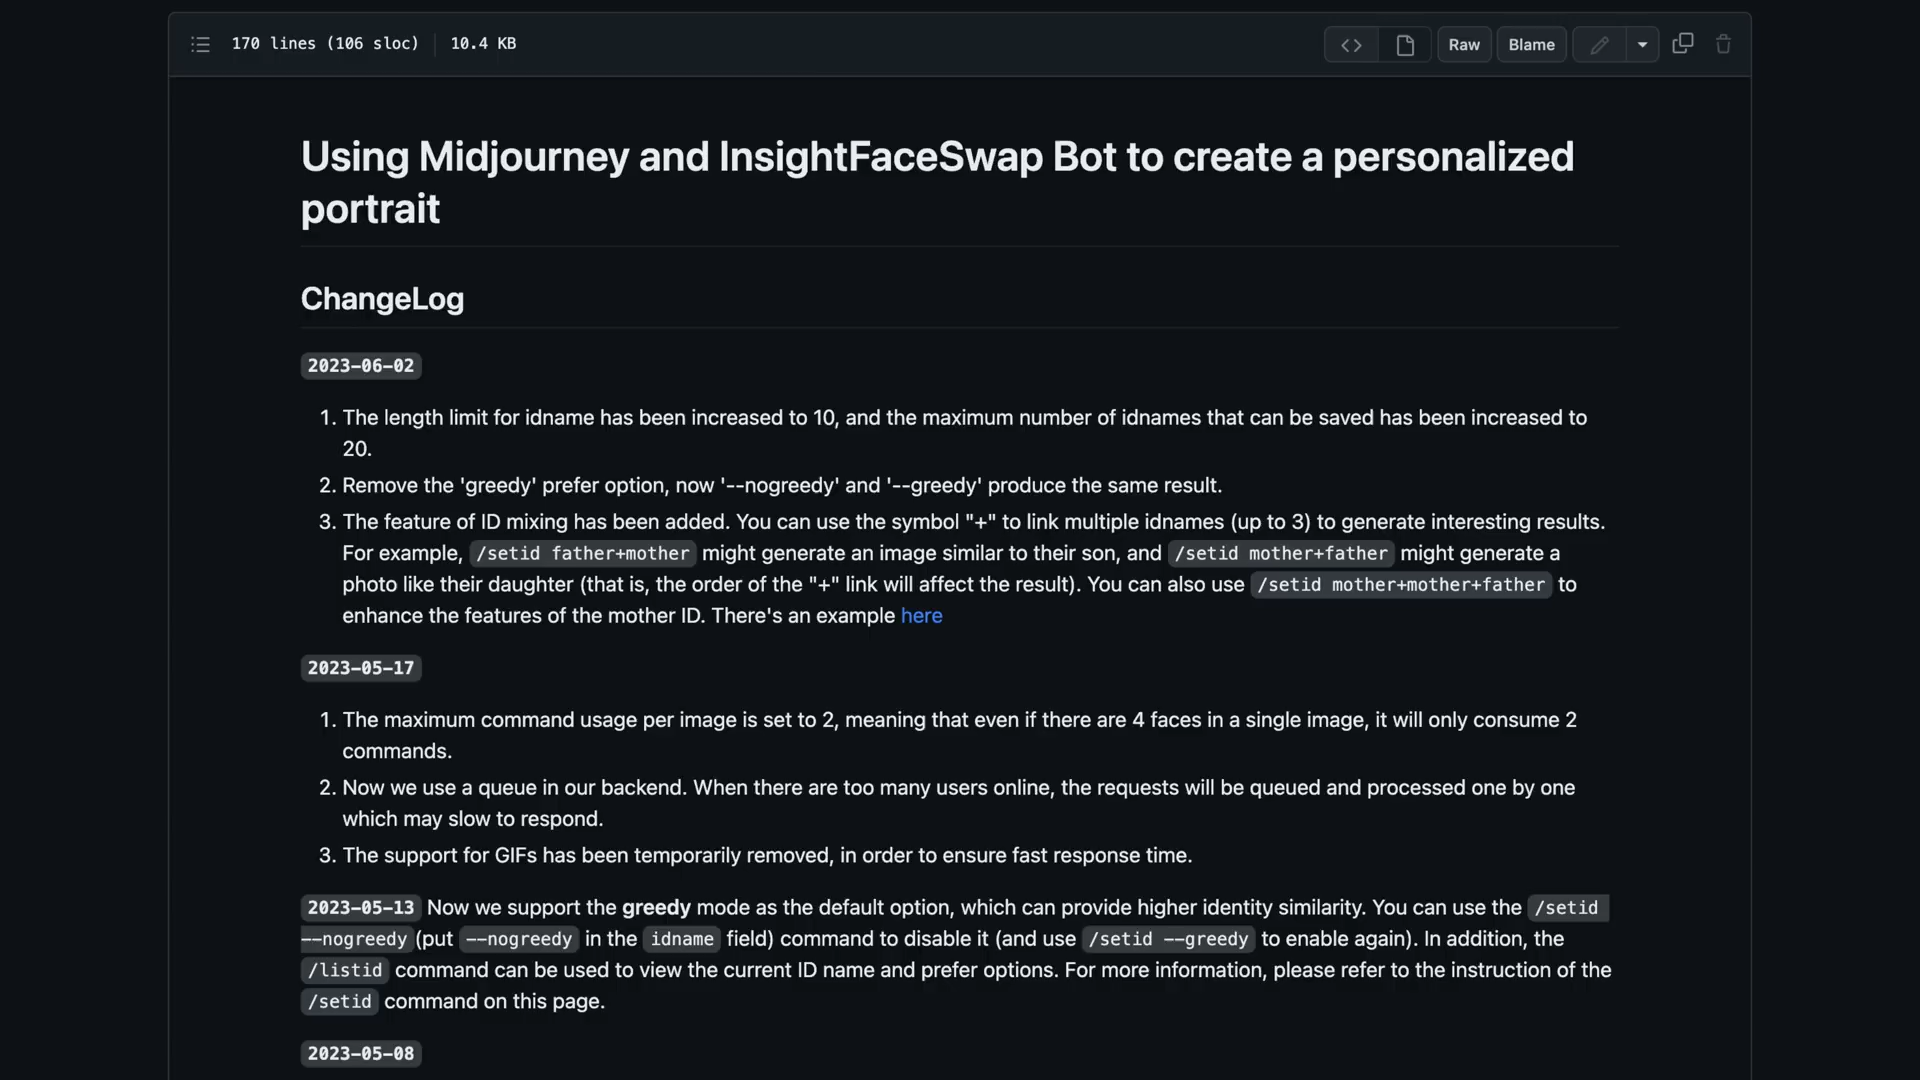 170 lines (106 sloc) 10.4 KB Raw Blame
Using Midjourney and InsightFaceSwap Bot to create a personalized
portrait
ChangeLog
2023-06-02
1. The length limit for idname has been increased to 10, and the maximum number of idnames that can be saved has been increased to
20.
2. Remove the 'greedy' prefer option, now '--nogreedy' and '--greedy' produce the same result.
3. The feature of ID mixing has been added. You can use the symbol "+" to link multiple idnames (up to 3) to generate interesting results.
For example, /setid father+mother might generate an image similar to their son, and /setid mother+father might generate a
photo like their daughter (that is, the order of the "+" link will affect the result). You can also use /setid mother+mother+father to
enhance the features of the mother ID. There's an example here
2023-05-17
1. The maximum command usage per image is set to 2, meaning that even if there are 4 faces in a single image, it will only consume 2
commands.
2. Now we use a queue in our backend. When there are too many users online, the requests will be queued and processed one by one
which may slow to respond.
3. The support for GIFs has been temporarily removed, in order to ensure fast response time.
2023-05-13 Now we support the greedy mode as the default option, which can provide higher identity similarity. You can use the /setid
--nogreedy (put --nogreedy in the idname field) command to disable it (and use /setid --greedy to enable again). In addition, the
/listid command can be used to view the current ID name and prefer options. For more information, please refer to the instruction of the
/setid command on this page.
2023-05-08